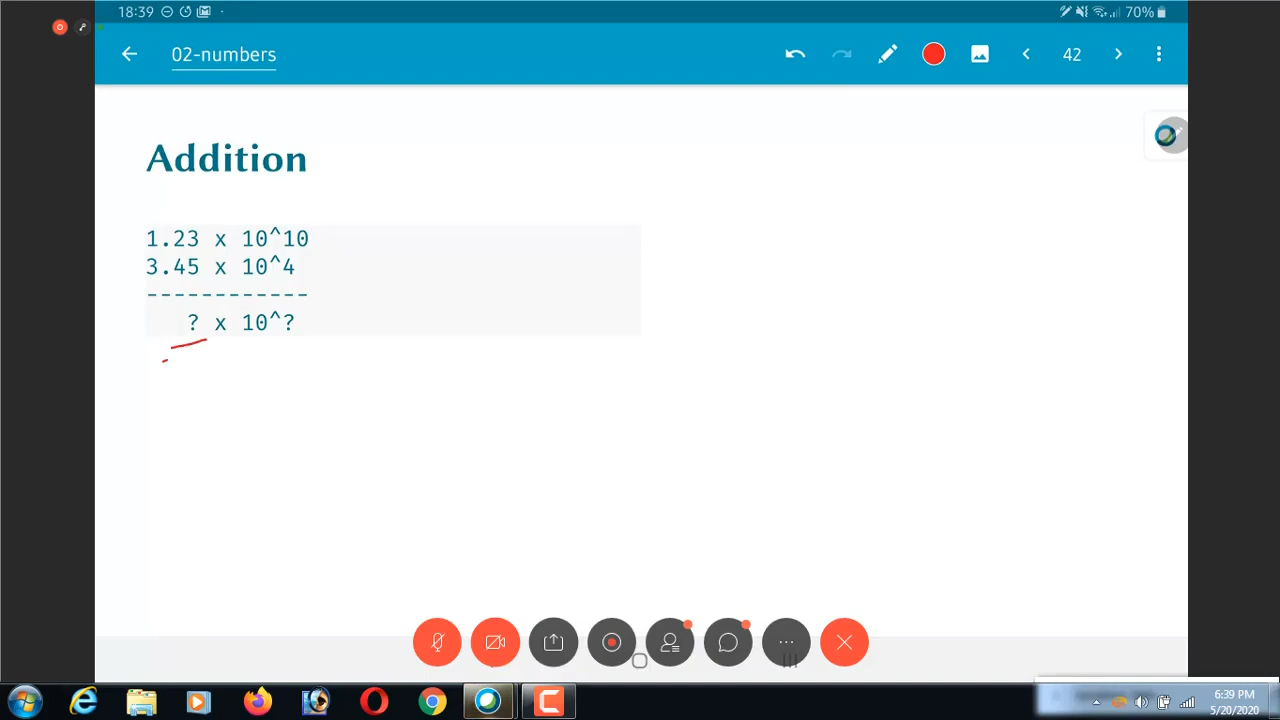 18:39
70%
02-numbers
42
Addition
1.23 x 10^10
3.45 x 10^4
------------
? x 10^?
6:39 PM
5/20/2020